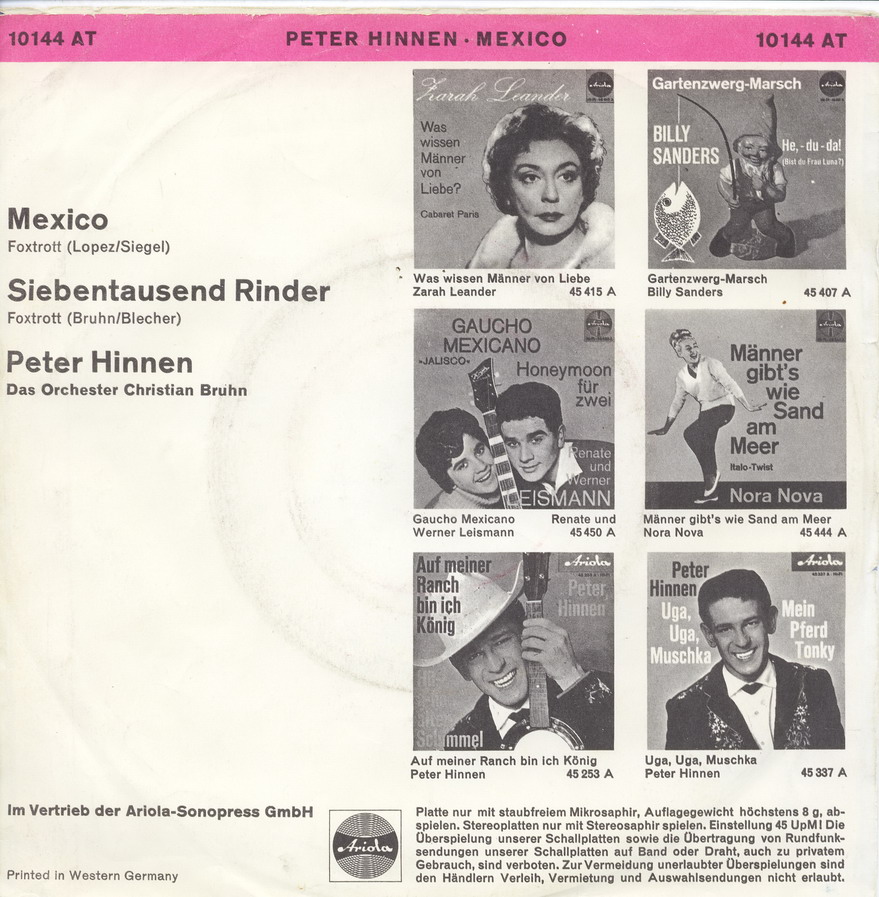 10144 AT PETER HINNEN · MEXICO 10144 AT
Mexico
Foxtrott (Lopez/Siegel)
Siebentausend Rinder
Foxtrott (Bruhn/Blecher)
Peter Hinnen
Das Orchester Christian Bruhn
Zarah Leander
Ariola
Was
wissen
Männer
von
Liebe?
Cabaret Paris
Was wissen Männer von Liebe
Zarah Leander 45 415 A
Gartenzwerg-Marsch
Ariola
BILLY
SANDERS
He,-du-da!
(Bist du Frau Luna?)
Gartenzwerg-Marsch
Billy Sanders 45 407 A
GAUCHO
MEXICANO
»JALISCO«
Ariola
Honeymoon
für
zwei
Renate
und
Werner
LEISMANN
Gaucho Mexicano Renate und
Werner Leismann 45 450 A
Ariola
Männer
gibt's
wie
Sand
am
Meer
Italo-Twist
Nora Nova
Männer gibt's wie Sand am Meer
Nora Nova 45 444 A
Auf meiner
Ranch
bin ich
König
Ariola
Peter
Hinnen
Schimmel
Auf meiner Ranch bin ich König
Peter Hinnen 45 253 A
Ariola
Peter
Hinnen
Uga,
Uga,
Muschka
Mein
Pferd
Tonky
Uga, Uga, Muschka
Peter Hinnen 45 337 A
Im Vertrieb der Ariola-Sonopress GmbH
Printed in Western Germany
Ariola
Platte nur mit staubfreiem Mikrosaphir, Auflagegewicht höchstens 8 g, ab-
spielen. Stereoplatten nur mit Stereosaphir spielen. Einstellung 45 UpM! Die
Überspielung unserer Schallplatten sowie die Übertragung von Rundfunk-
sendungen unserer Schallplatten auf Band oder Draht, auch zu privatem
Gebrauch, sind verboten. Zur Vermeidung unerlaubter Überspielungen sind
den Händlern Verleih, Vermietung und Auswahlsendungen nicht erlaubt.